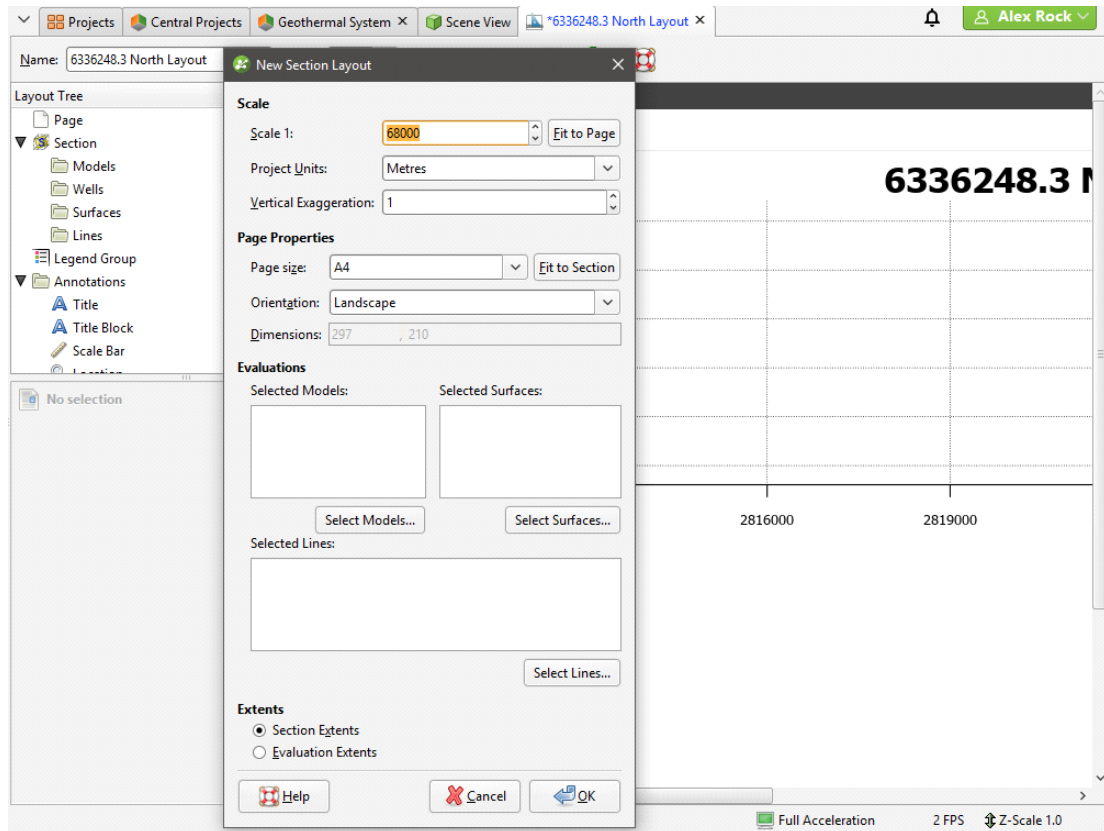 Projects Central Projects Geothermal System Scene View *6336248.3 North Layout Alex Rock
Name: 6336248.3 North Layout
New Section Layout
Layout Tree
Page
Section
Models
Wells
Surfaces
Lines
Legend Group
Annotations
Title
Title Block
Scale Bar
No selection
Scale
Scale 1: 68000 Fit to Page
Project Units: Metres
Vertical Exaggeration: 1
Page Properties
Page size: A4 Fit to Section
Orientation: Landscape
Dimensions: 297 , 210
Evaluations
Selected Models: Selected Surfaces:
Select Models... Select Surfaces...
Selected Lines:
Select Lines...
Extents
Section Extents
Evaluation Extents
Help Cancel OK
6336248.3 N
2816000 2819000
Full Acceleration 2 FPS Z-Scale 1.0